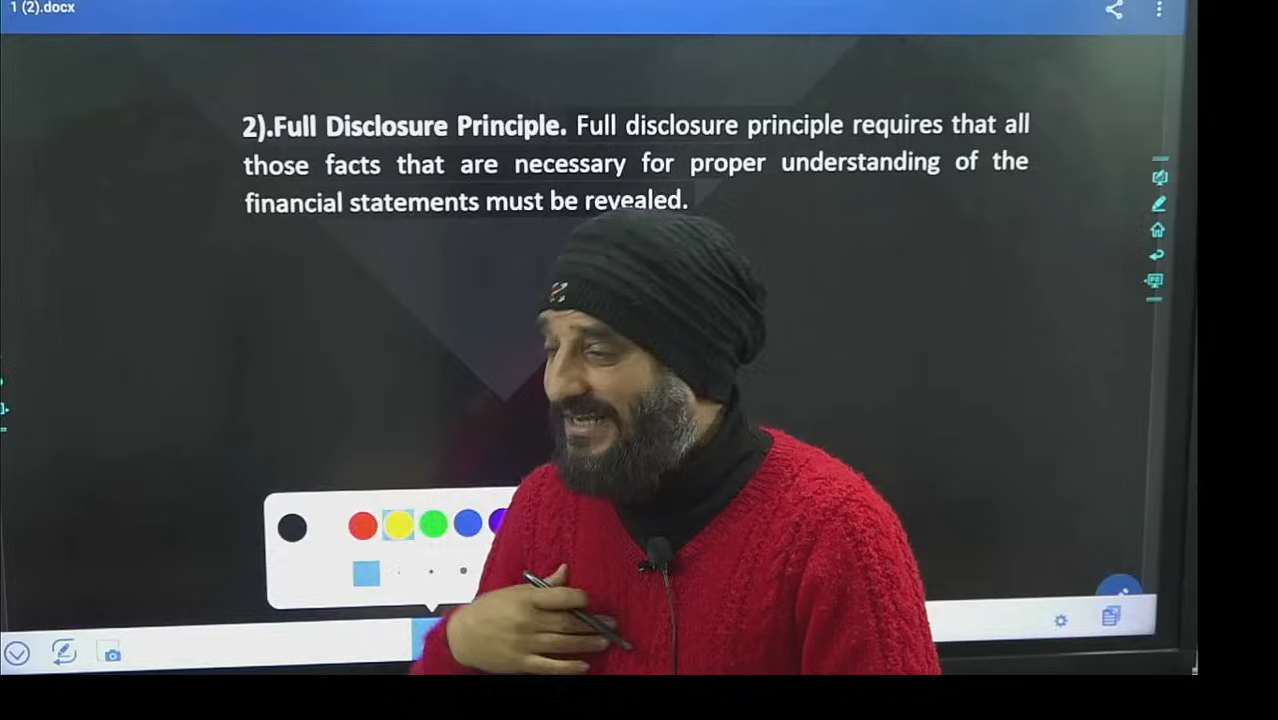 1 (2).docx
2).Full Disclosure Principle. Full disclosure principle requires that all
those facts that are necessary for proper understanding of the
financial statements must be revealed.